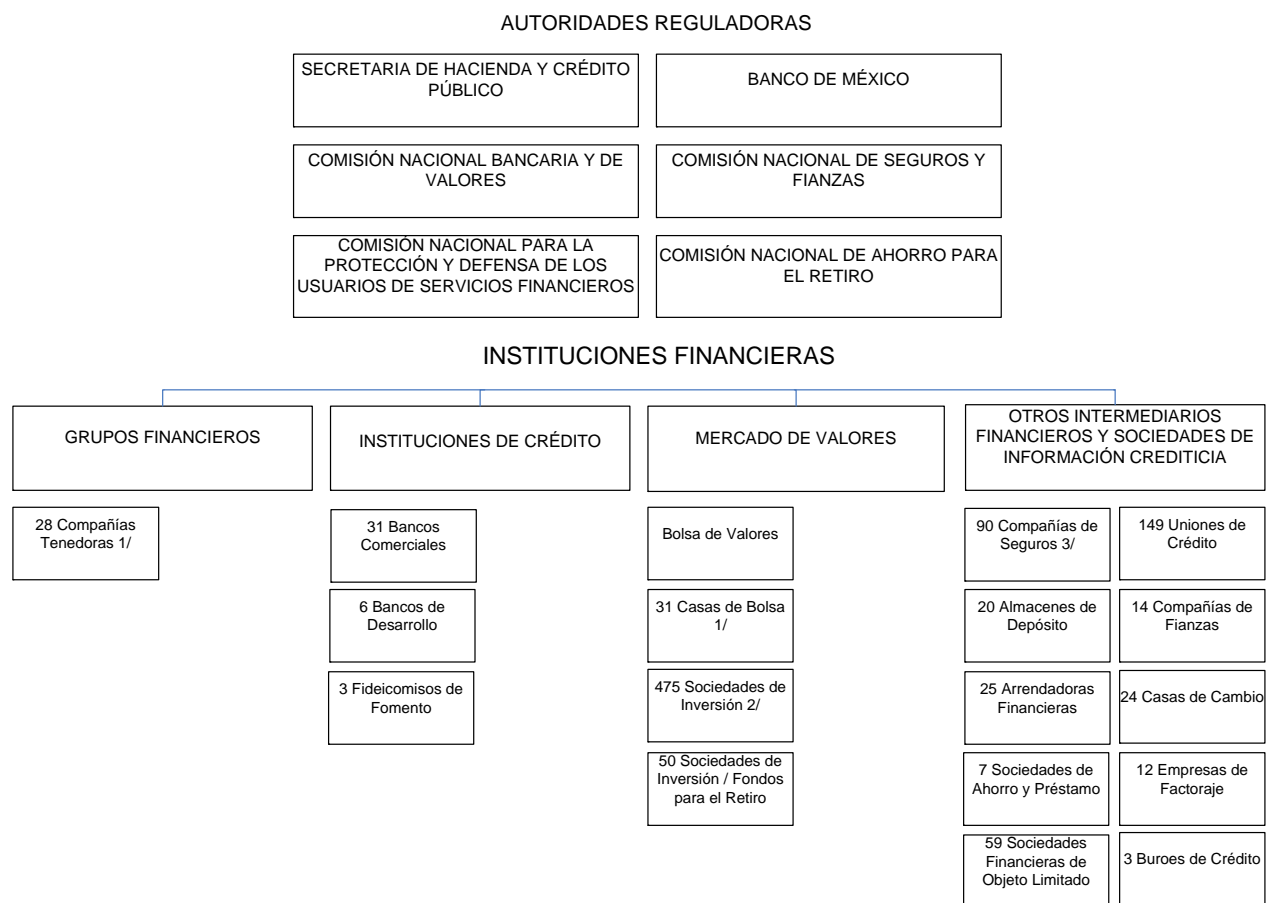 AUTORIDADES REGULADORAS
SECRETARIA DE HACIENDA Y CRÉDITO
PÚBLICO
BANCO DE MÉXICO
COMISIÓN NACIONAL BANCARIA Y DE
VALORES
COMISIÓN NACIONAL DE SEGUROS Y
FIANZAS
COMISIÓN NACIONAL PARA LA
PROTECCIÓN Y DEFENSA DE LOS
USUARIOS DE SERVICIOS FINANCIEROS
COMISIÓN NACIONAL DE AHORRO PARA
EL RETIRO
INSTITUCIONES FINANCIERAS
GRUPOS FINANCIEROS
INSTITUCIONES DE CRÉDITO
MERCADO DE VALORES
OTROS INTERMEDIARIOS
FINANCIEROS Y SOCIEDADES DE
INFORMACIÓN CREDITICIA
28 Compañías
Tenedoras 1/
31 Bancos
Comerciales
Bolsa de Valores
90 Compañías de
Seguros 3/
149 Uniones de
Crédito
6 Bancos de
Desarrollo
31 Casas de Bolsa
1/
20 Almacenes de
Depósito
14 Compañías de
Fianzas
3 Fideicomisos de
Fomento
475 Sociedades de
Inversión 2/
25 Arrendadoras
Financieras
24 Casas de Cambio
50 Sociedades de
Inversión / Fondos
para el Retiro
7 Sociedades de
Ahorro y Préstamo
12 Empresas de
Factoraje
59 Sociedades
Financieras de
Objeto Limitado
3 Buroes de Crédito